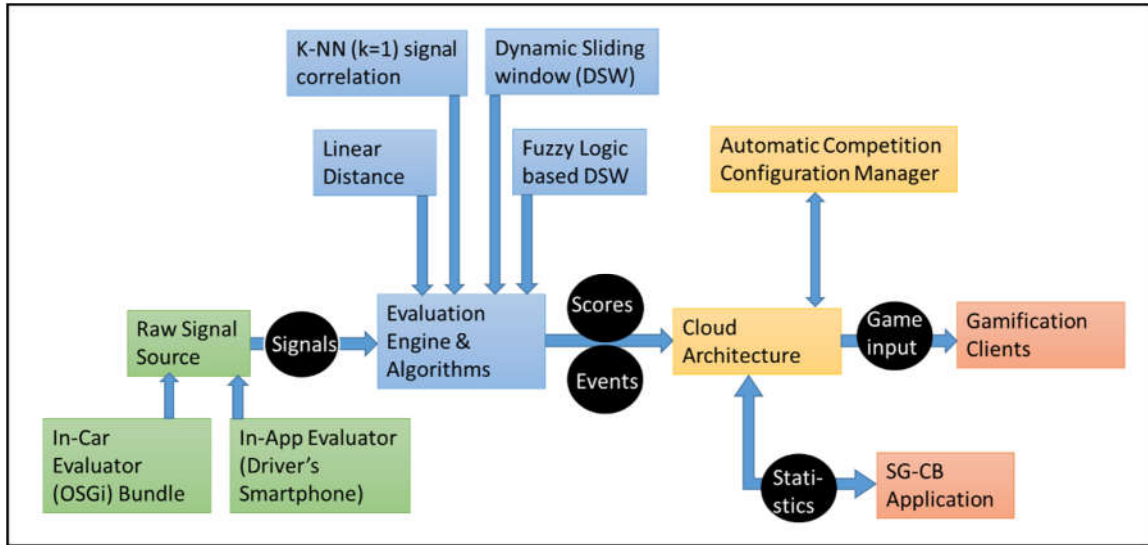 K-NN (k=1) signal
correlation
Dynamic Sliding
window (DSW)
Linear
Distance
Fuzzy Logic
based DSW
Automatic Competition
Configuration Manager
Raw Signal
Source
Signals
Evaluation
Engine &
Algorithms
Scores
Events
Cloud
Architecture
Game
input
Gamification
Clients
In-Car
Evaluator
(OSGi) Bundle
In-App Evaluator
(Driver's
Smartphone)
Stati-
stics
SG-CB
Application